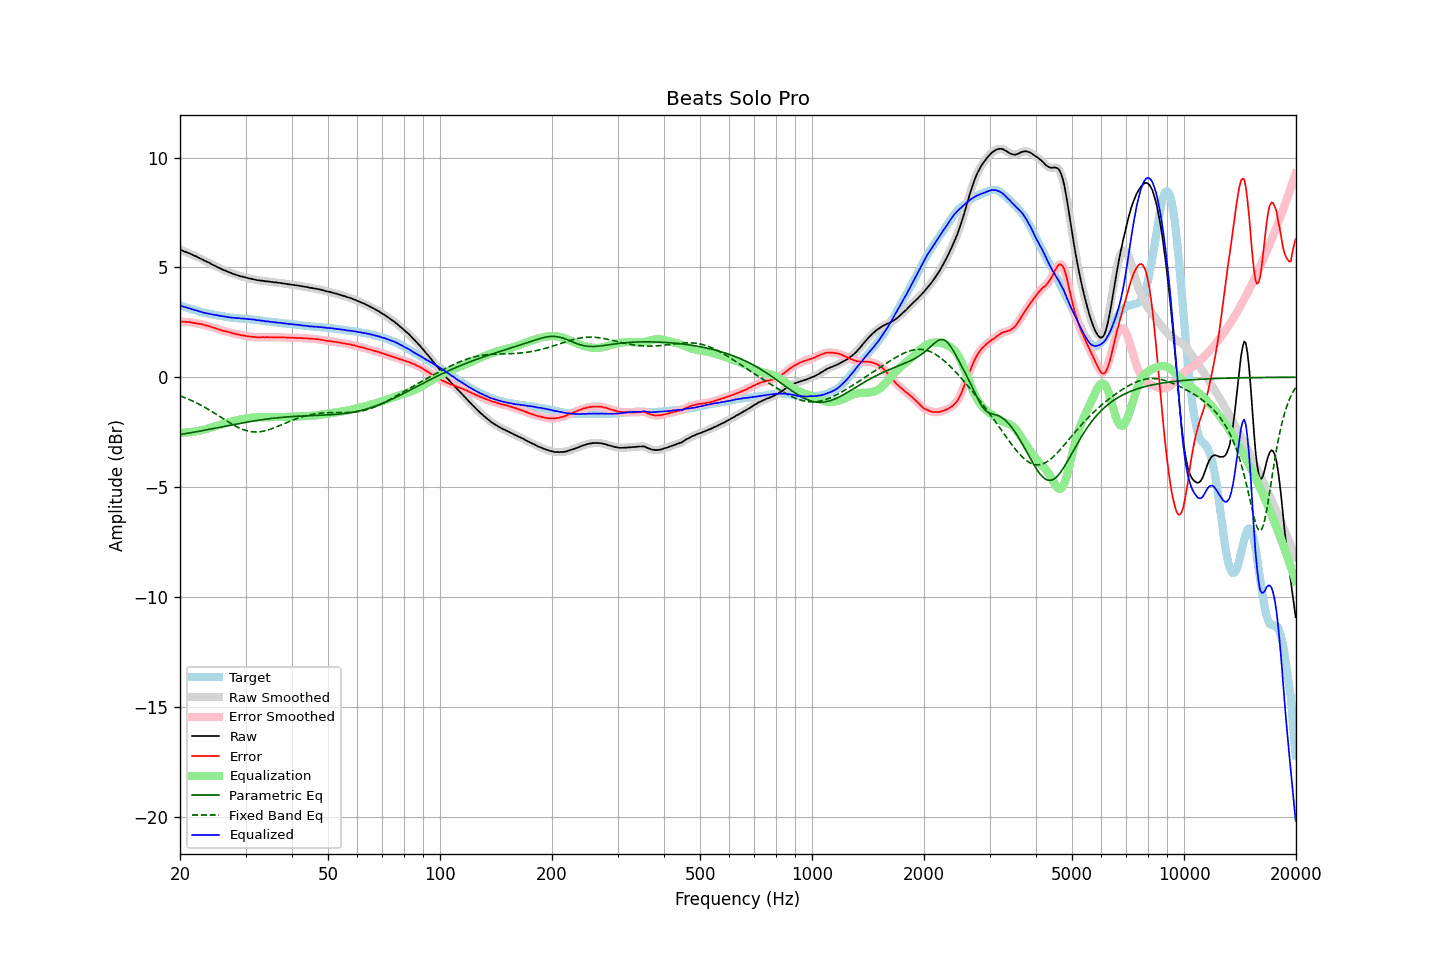 Beats Solo Pro
Amplitude (dBr)
10
5
0
−5
−10
−15
−20
Target
Raw Smoothed
Error Smoothed
Raw
Error
Equalization
Parametric Eq
Fixed Band Eq
Equalized
20 50 100 200 500 1000 2000 5000 10000 20000
Frequency (Hz)